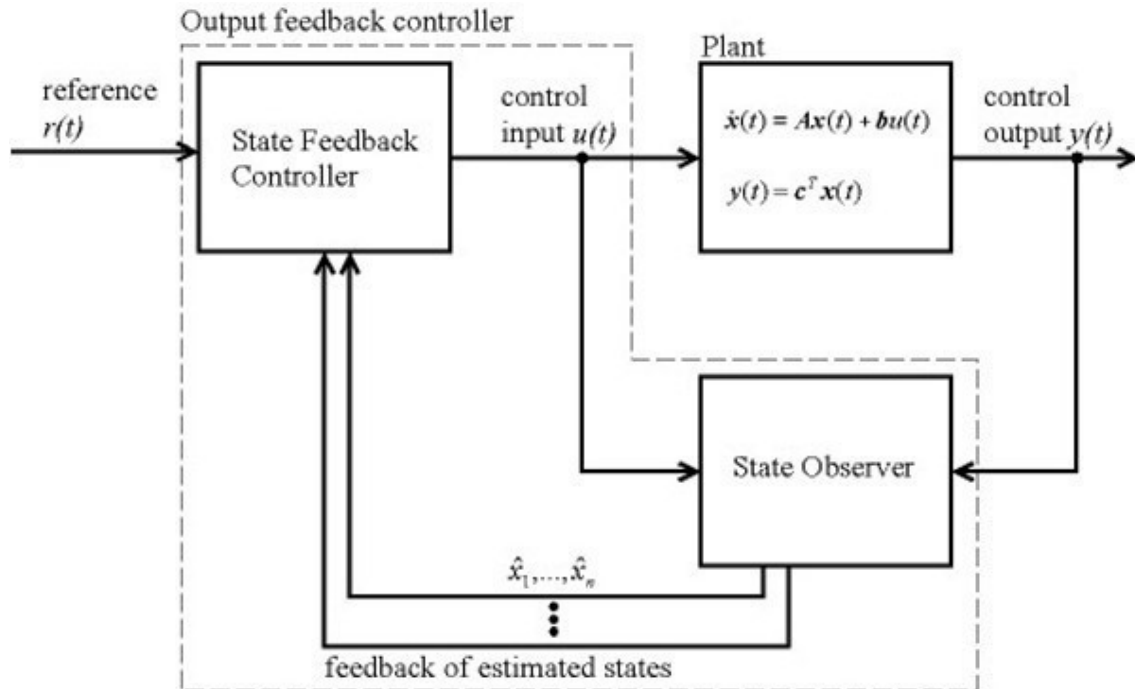 Output feedback controller
Plant
reference
r(t)
State Feedback
Controller
control
input u(t)
ẋ(t) = Ax(t) + bu(t)
y(t) = cᵀ x(t)
control
output y(t)
State Observer
x̂₁,...,x̂ₙ
feedback of estimated states